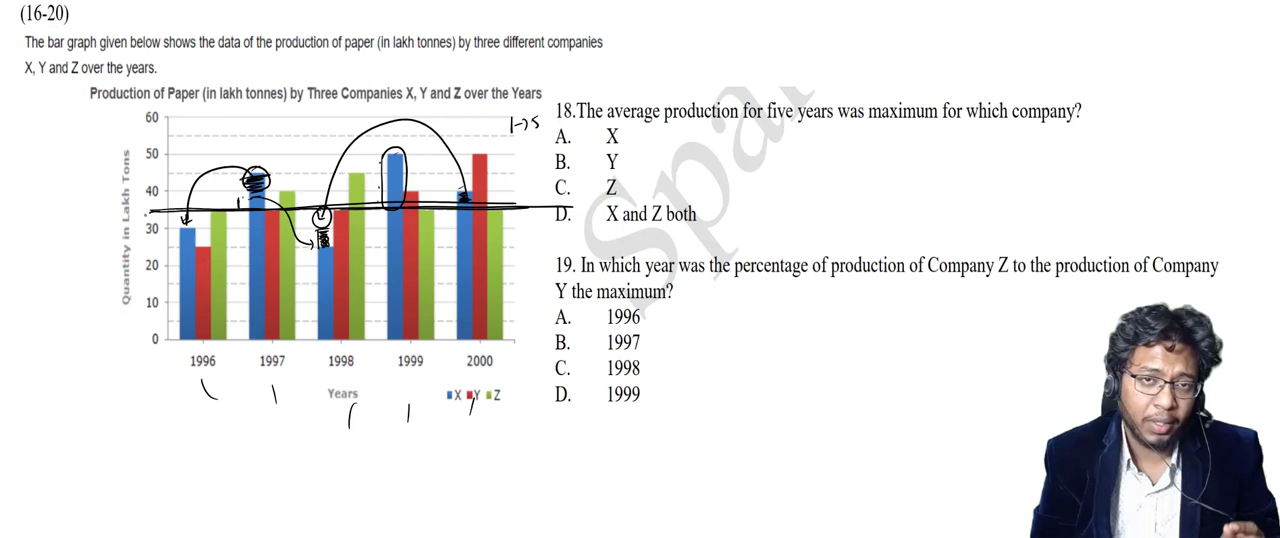 (16-20)
The bar graph given below shows the data of the production of paper (in lakh tonnes) by three different companies
X, Y and Z over the years.
Production of Paper (in lakh tonnes) by Three Companies X, Y and Z over the Years
60
50
40
30
20
10
0
Quantity in Lakh Tons
1996 1997 1998 1999 2000
Years
X Y Z
1→5
18.The average production for five years was maximum for which company?
A. X
B. Y
C. Z
D. X and Z both
19. In which year was the percentage of production of Company Z to the production of Company
Y the maximum?
A. 1996
B. 1997
C. 1998
D. 1999
Spar